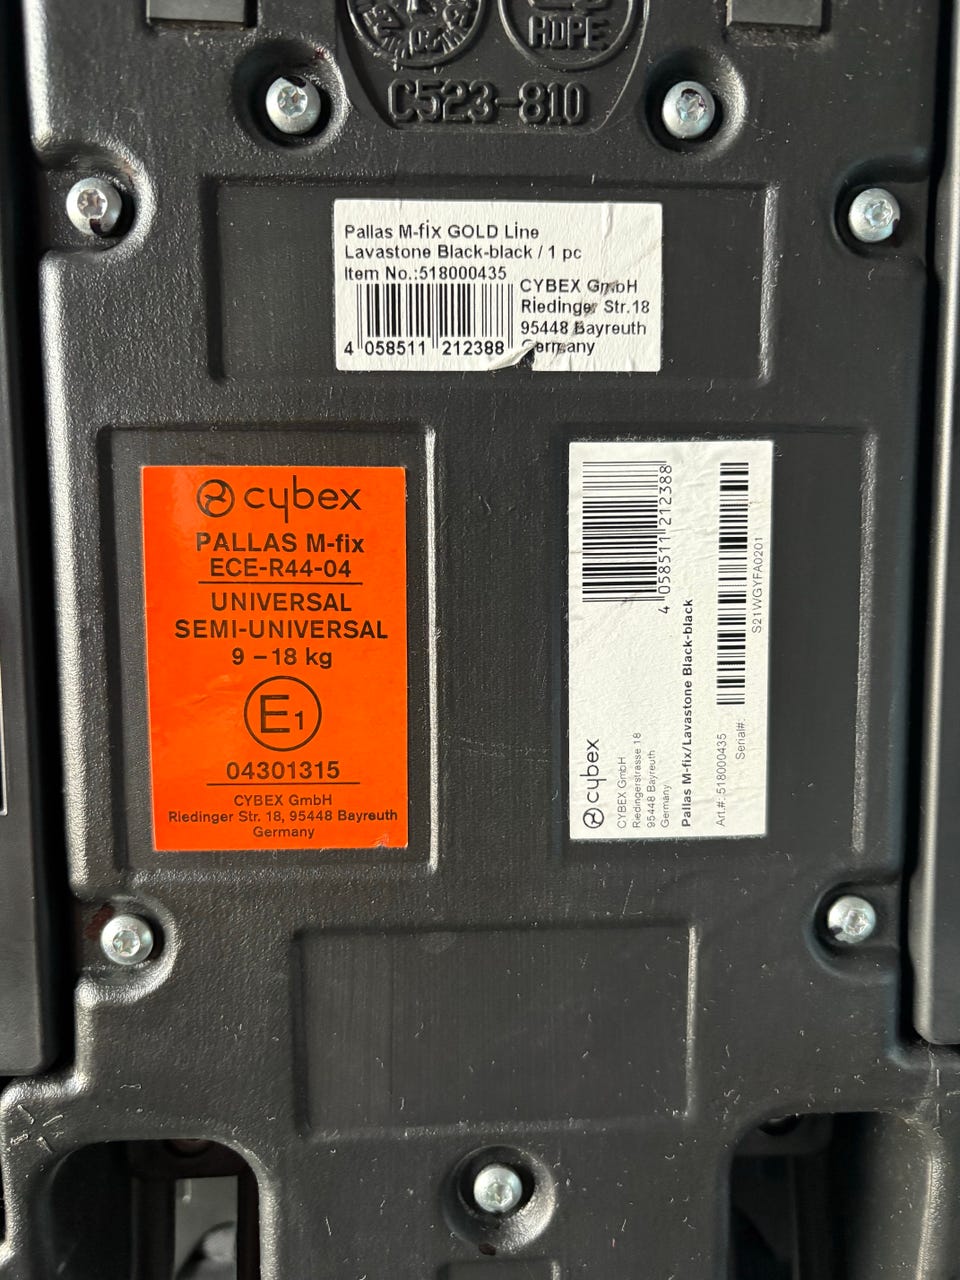 HDPE
C523-810
Pallas M-fix GOLD Line
Lavastone Black-black / 1 pc
Item No.:518000435
CYBEX GmbH
Riedinger Str.18
95448 Bayreuth
Germany
4 058511 212388
cybex
PALLAS M-fix
ECE-R44-04
UNIVERSAL
SEMI-UNIVERSAL
9 – 18 kg
E1
04301315
CYBEX GmbH
Riedinger Str. 18, 95448 Bayreuth
Germany
4 058511 212388
cybex
CYBEX GmbH
Riedingerstrasse 18
95448 Bayreuth
Germany
Pallas M-fix/Lavastone Black-black
Art.#: 518000435
Serial#:
S21WGYFA0201